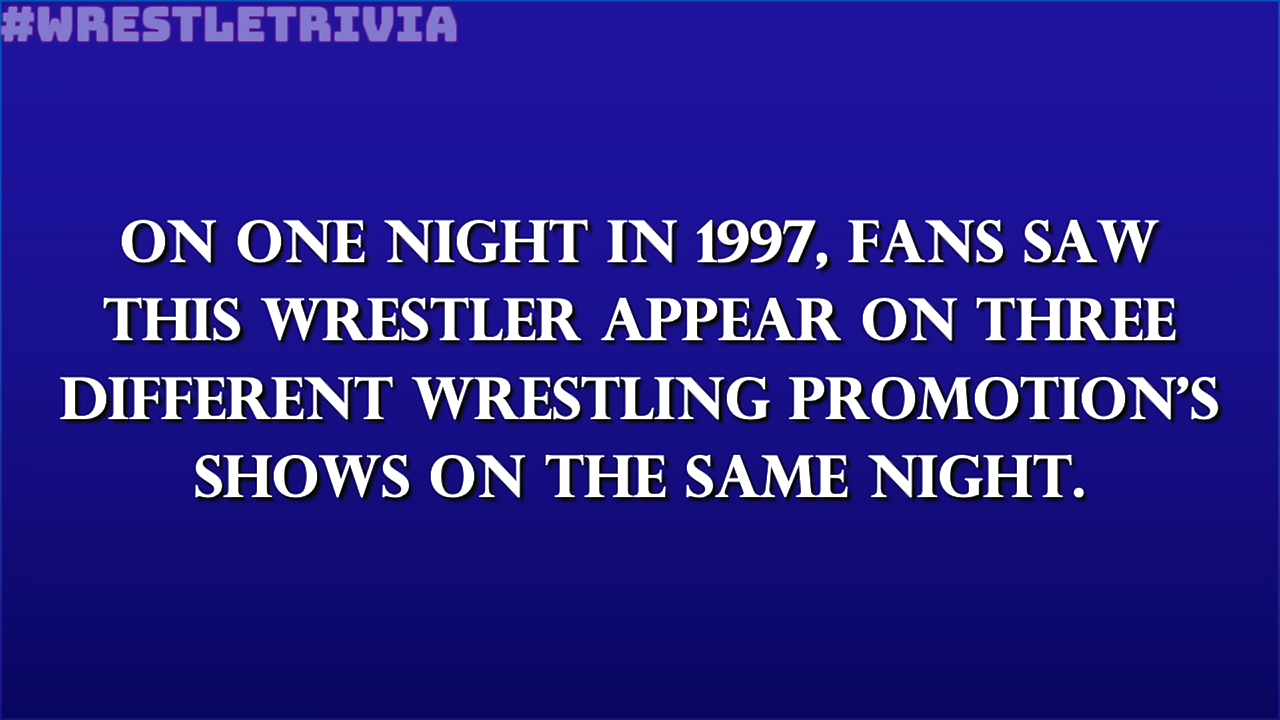 #WRESTLETRIVIA
ON ONE NIGHT IN 1997, FANS SAW
THIS WRESTLER APPEAR ON THREE
DIFFERENT WRESTLING PROMOTION’S
SHOWS ON THE SAME NIGHT.